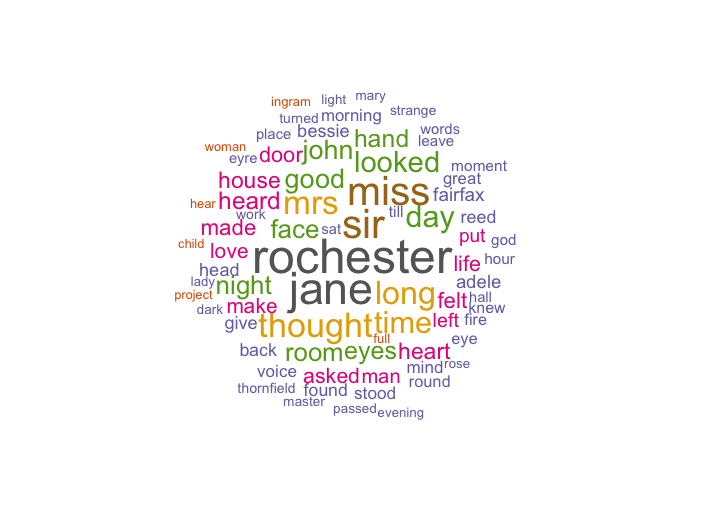 mary
light
ingram
strange
turned morning
words
place bessie hand
leave
woman door john looked
eyre moment
house good miss great
heard mrs fairfax
hear till day reed
work sir
made face sat put god
child love rochester life hour
head adele
lady night jane long felt hall
project knew
dark make thought time left fire
give full
back room eyes heart eye
voice asked man mind rose
round
thornfield found stood
master passed evening